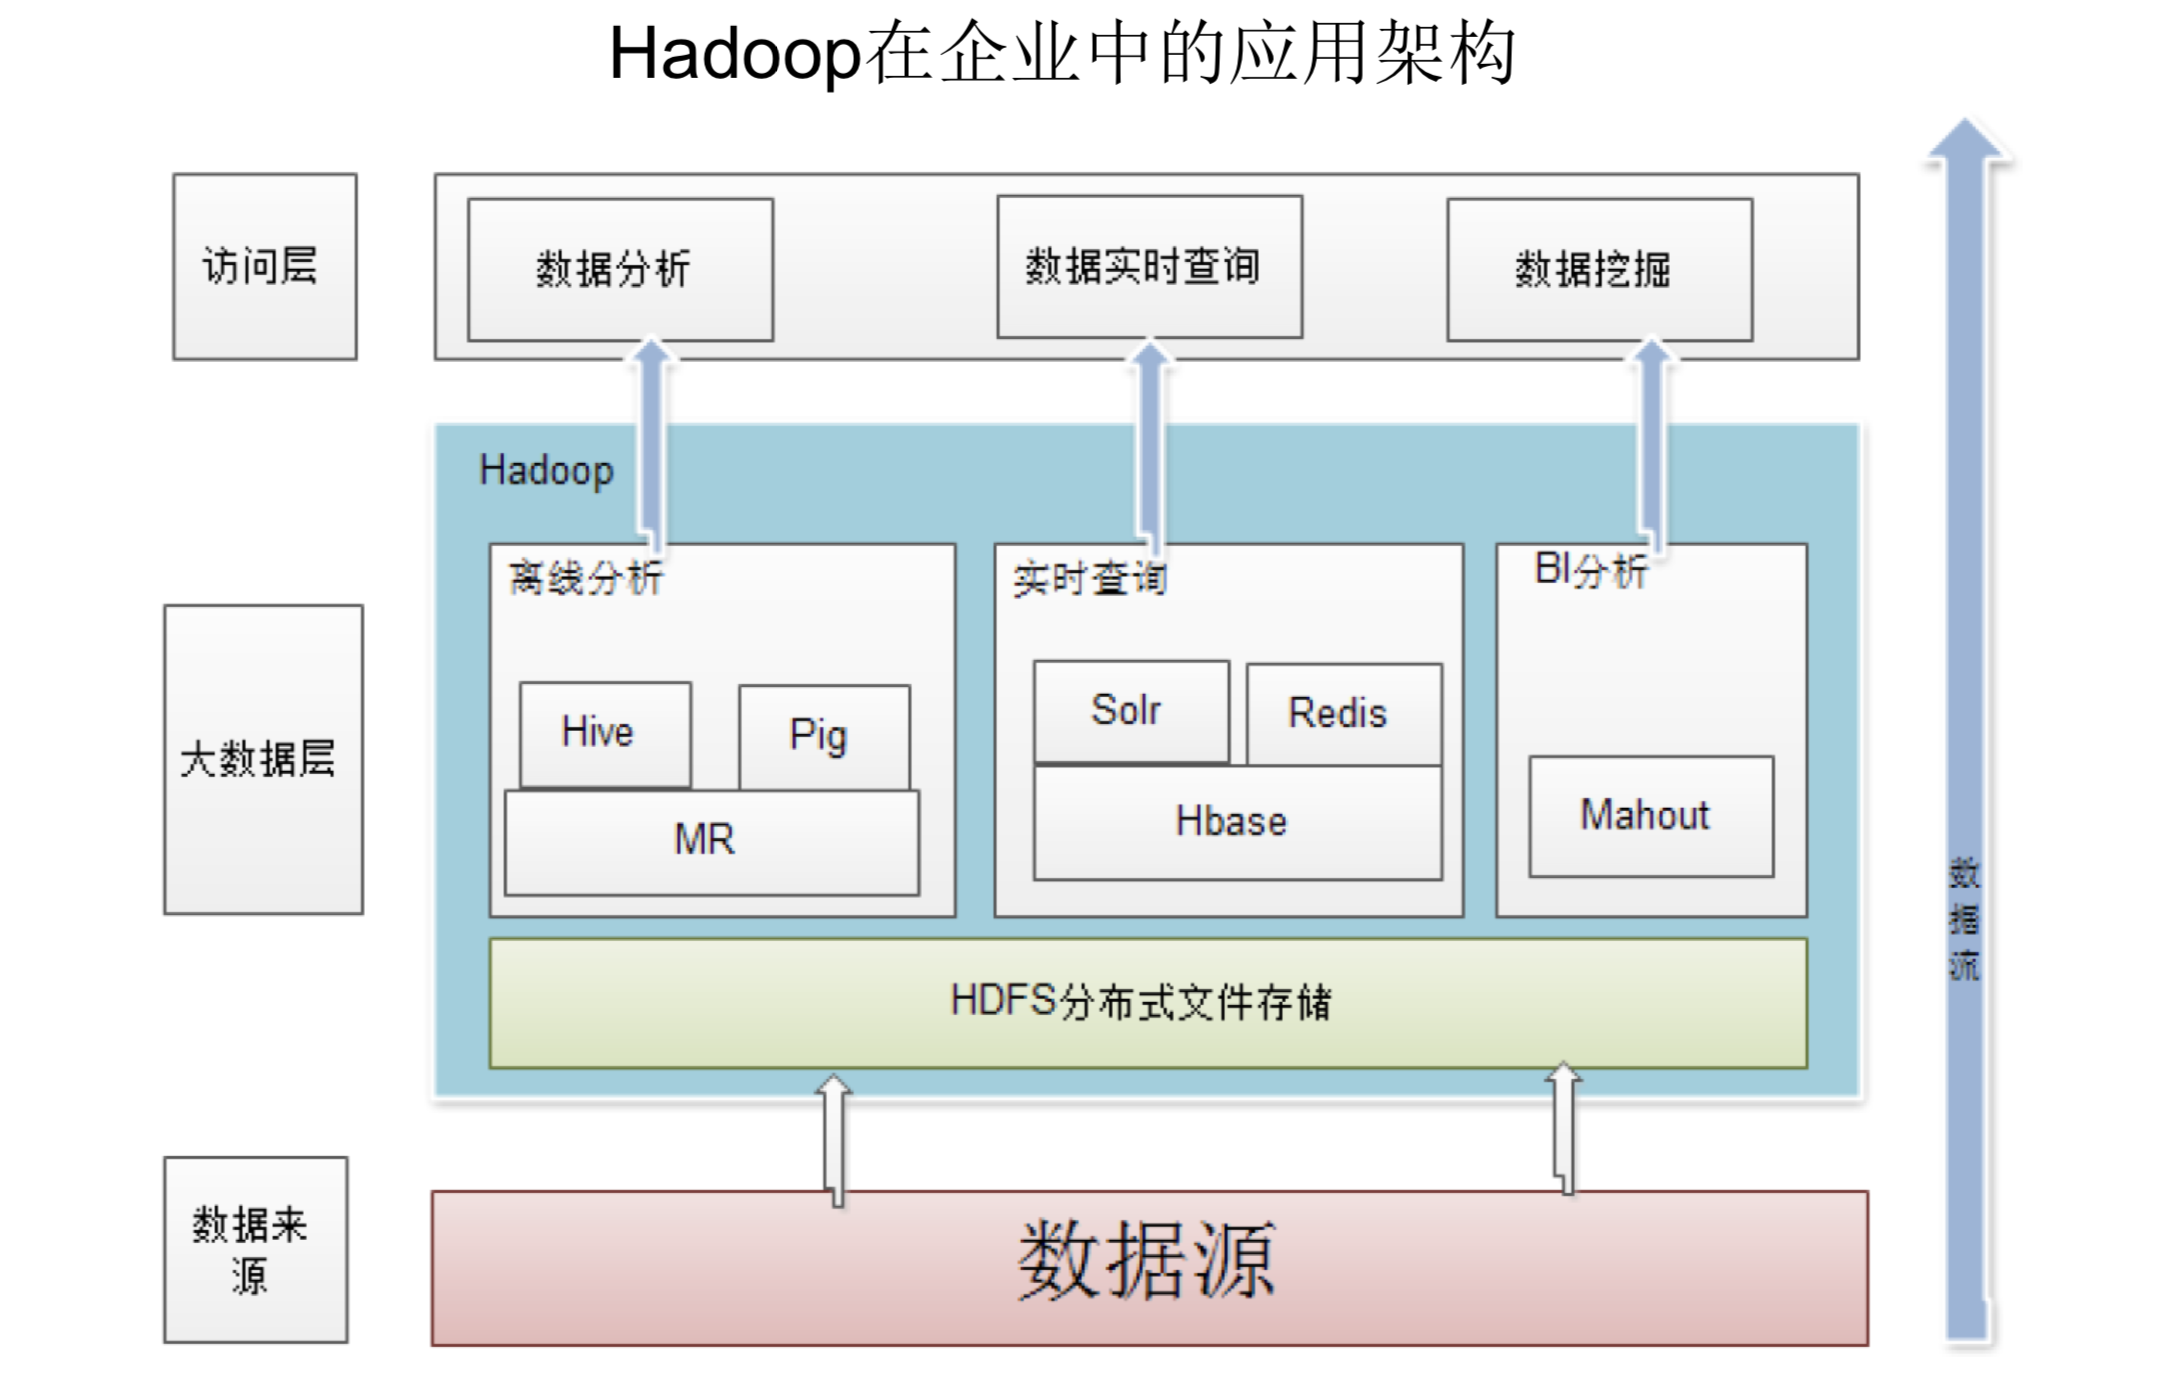 Hadoop在企业中的应用架构
访问层
数据分析
数据实时查询
数据挖掘
Hadoop
离线分析
实时查询
BI分析
大数据层
Hive
Pig
MR
Solr
Redis
Hbase
Mahout
HDFS分布式文件存储
数据来
源
数据源
数
据
流